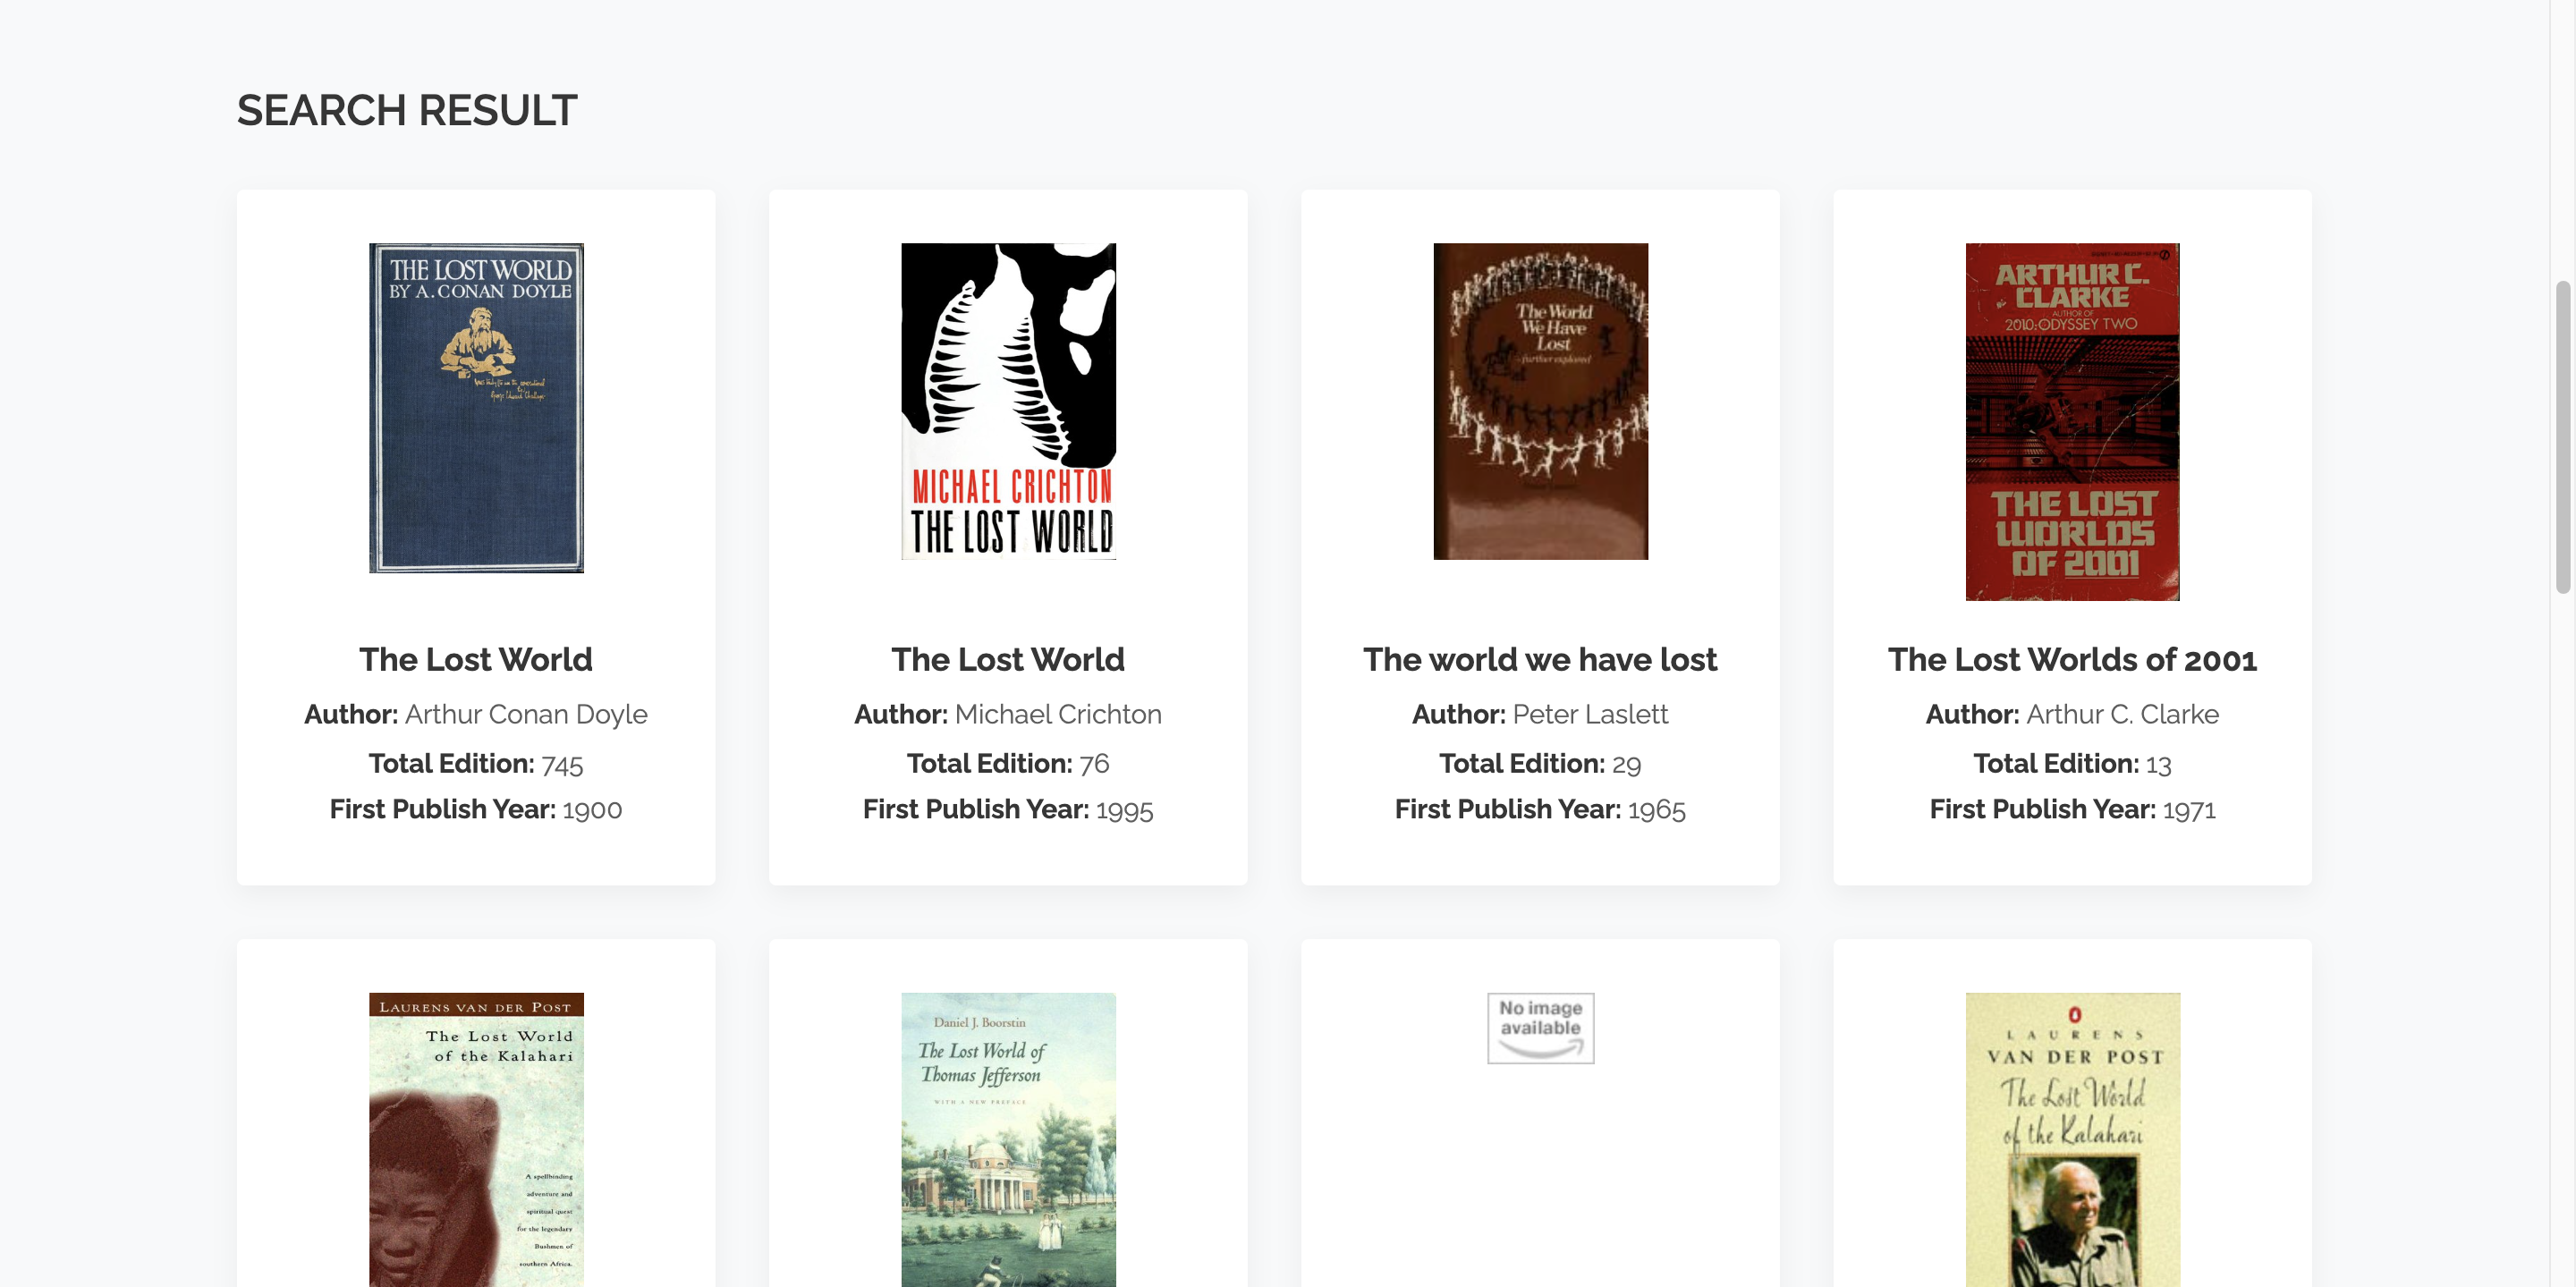 SEARCH RESULT
THE LOST WORLD
BY A. CONAN DOYLE
The Lost World
Author: Arthur Conan Doyle
Total Edition: 745
First Publish Year: 1900
MICHAEL CRICHTON
THE LOST WORLD
The Lost World
Author: Michael Crichton
Total Edition: 76
First Publish Year: 1995
The World
We Have
Lost
further explored
The world we have lost
Author: Peter Laslett
Total Edition: 29
First Publish Year: 1965
ARTHUR C.
CLARKE
AUTHOR OF
2010: ODYSSEY TWO
THE LOST
WORLDS
OF 2001
The Lost Worlds of 2001
Author: Arthur C. Clarke
Total Edition: 13
First Publish Year: 1971
LAURENS VAN DER POST
The Lost World
of the Kalahari
A spellbinding
adventure and
spiritual quest
for the legendary
Bushmen of
southern Africa.
Daniel J. Boorstin
The Lost World of
Thomas Jefferson
WITH A NEW PREFACE
No image
available
LAURENS
VAN DER POST
The Lost World
of the Kalahari